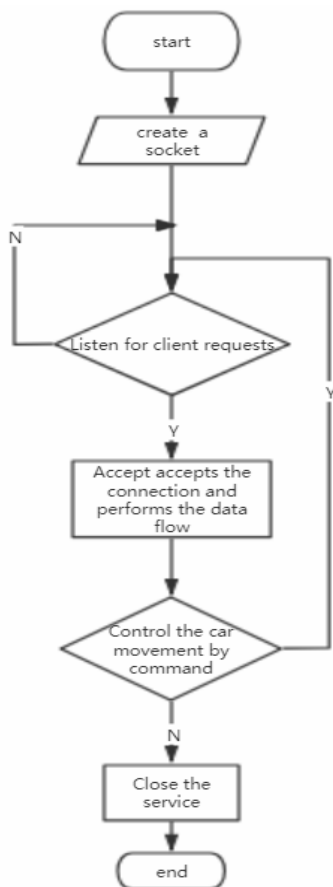 start
create a
socket
N
Listen for client requests
Y
Y
Accept accepts the
connection and
performs the data
flow
Control the car
movement by
command
N
Close the
service
end